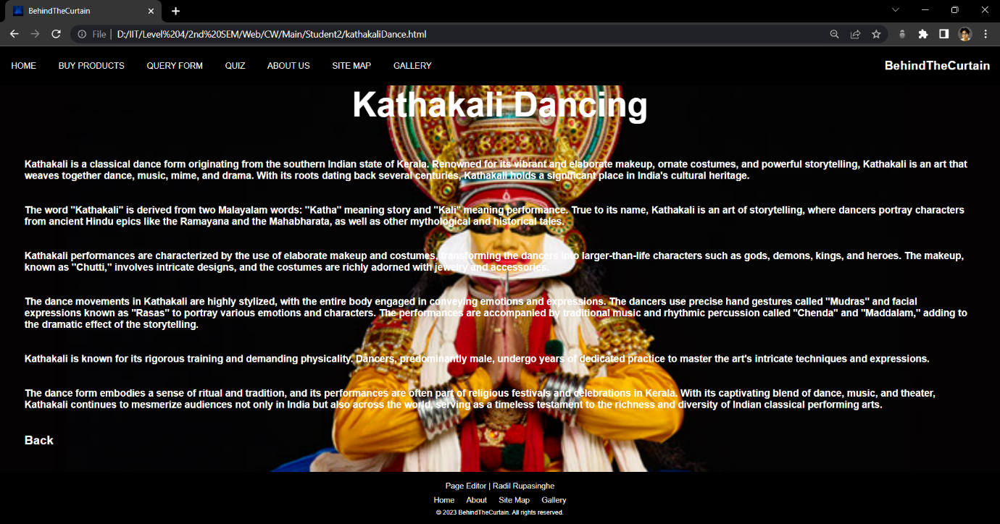 BehindTheCurtain
File | D:/IIT/Level%204/2nd%20SEM/Web/CW/Main/Student2/kathakaliDance.html
HOME BUY PRODUCTS QUERY FORM QUIZ ABOUT US SITE MAP GALLERY BehindTheCurtain
Kathakali Dancing
Kathakali is a classical dance form originating from the southern Indian state of Kerala. Renowned for its vibrant and elaborate makeup, ornate costumes, and powerful storytelling, Kathakali is an art that
weaves together dance, music, mime, and drama. With its roots dating back several centuries, Kathakali holds a significant place in India's cultural heritage.
The word "Kathakali" is derived from two Malayalam words: "Katha" meaning story and "Kali" meaning performance. True to its name, Kathakali is an art of storytelling, where dancers portray characters
from ancient Hindu epics like the Ramayana and the Mahabharata, as well as other mythological and historical tales.
Kathakali performances are characterized by the use of elaborate makeup and costumes, transforming the dancers into larger-than-life characters such as gods, demons, kings, and heroes. The makeup,
known as "Chutti," involves intricate designs, and the costumes are richly adorned with jewelry and accessories.
The dance movements in Kathakali are highly stylized, with the entire body engaged in conveying emotions and expressions. The dancers use precise hand gestures called "Mudras" and facial
expressions known as "Rasas" to portray various emotions and characters. The performances are accompanied by traditional music and rhythmic percussion called "Chenda" and "Maddalam," adding to
the dramatic effect of the storytelling.
Kathakali is known for its rigorous training and demanding physicality. Dancers, predominantly male, undergo years of dedicated practice to master the art's intricate techniques and expressions.
The dance form embodies a sense of ritual and tradition, and its performances are often part of religious festivals and celebrations in Kerala. With its captivating blend of dance, music, and theater,
Kathakali continues to mesmerize audiences not only in India but also across the world, serving as a timeless testament to the richness and diversity of Indian classical performing arts.
Back
Page Editor | Radil Rupasinghe
Home About Site Map Gallery
© 2023 BehindTheCurtain. All rights reserved.